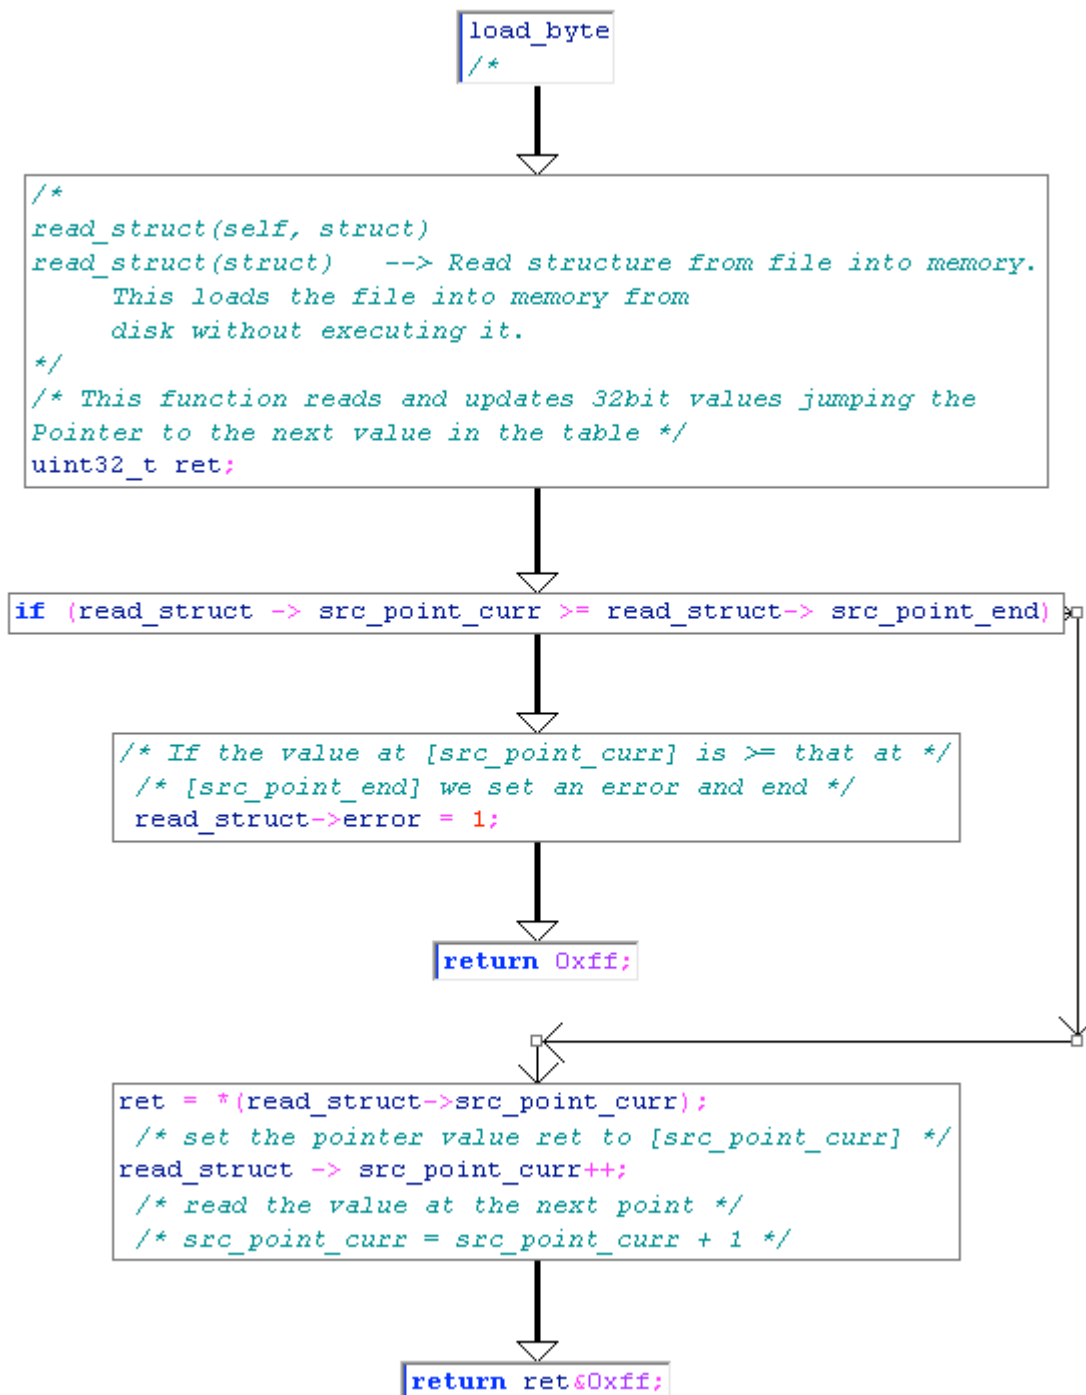 load_byte
/*
/*
read_struct(self, struct)
read_struct(struct)   --> Read structure from file into memory.
     This loads the file into memory from
     disk without executing it.
*/
/* This function reads and updates 32bit values jumping the
Pointer to the next value in the table */
uint32_t ret;
if (read_struct -> src_point_curr >= read_struct-> src_point_end)
/* If the value at [src_point_curr] is >= that at */
/* [src_point_end] we set an error and end */
read_struct->error = 1;
return 0xff;
ret = *(read_struct->src_point_curr);
/* set the pointer value ret to [src_point_curr] */
read_struct -> src_point_curr++;
/* read the value at the next point */
/* src_point_curr = src_point_curr + 1 */
return ret&0xff;